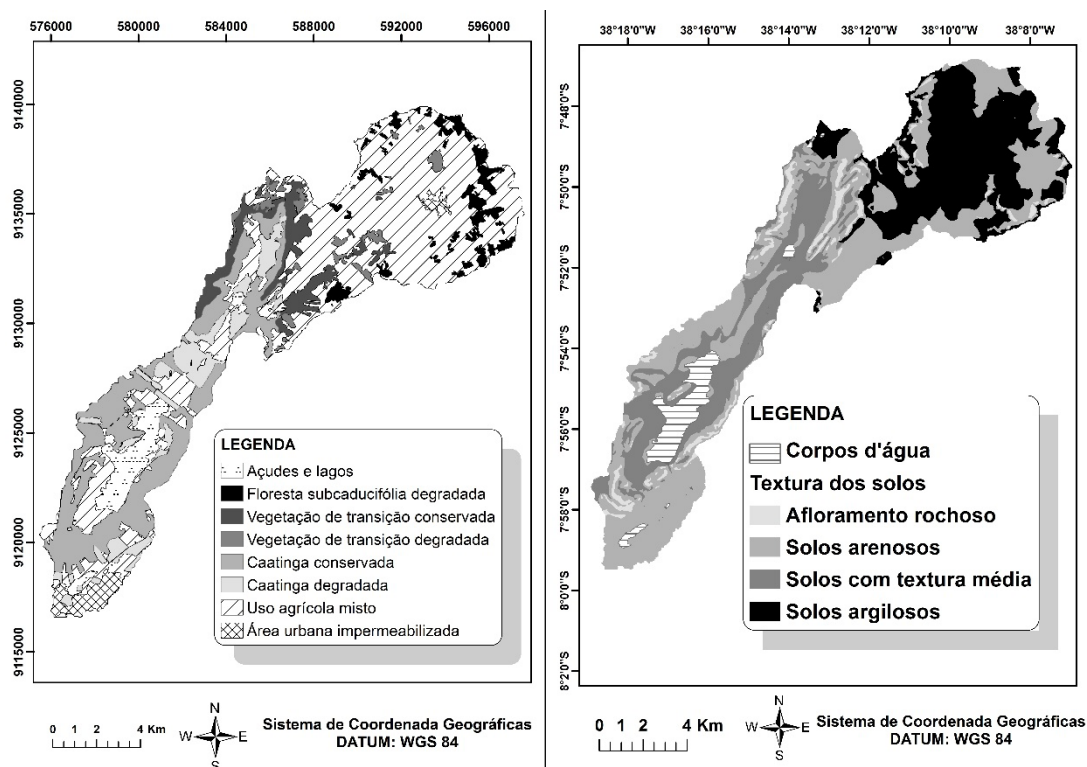 576000 580000 584000 588000 592000 596000
9140000
9135000
9130000
9125000
9120000
9115000
LEGENDA
Açudes e lagos
Floresta subcaducifólia degradada
Vegetação de transição conservada
Vegetação de transição degradada
Caatinga conservada
Caatinga degradada
Uso agrícola misto
Área urbana impermeabilizada
0 1 2 4 Km
N
W E
S
Sistema de Coordenada Geográficas
DATUM: WGS 84
38°18'0"S 38°16'0"S 38°14'0"S 38°12'0"S 38°10'0"S 38°8'0"S
7°48'0"S
7°50'0"S
7°52'0"S
7°54'0"S
7°56'0"S
7°58'0"S
8°0'0"S
8°2'0"S
LEGENDA
Corpos d'água
Textura dos solos
Afloramento rochoso
Solos arenosos
Solos com textura média
Solos argilosos
0 1 2 4 Km
N
W E
S
Sistema de Coordenada Geográficas
DATUM: WGS 84